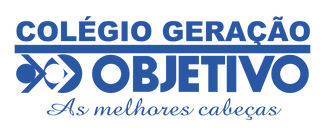 COLÉGIO GERAÇÃO
OBJETIVO
As melhores cabeças